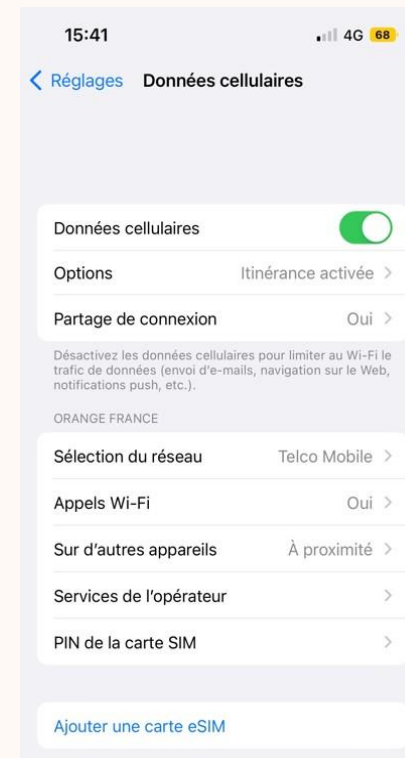 15:41 4G 68
Réglages Données cellulaires
Données cellulaires
Options Itinérance activée
Partage de connexion Oui
Désactivez les données cellulaires pour limiter au Wi-Fi le
trafic de données (envoi d'e-mails, navigation sur le Web,
notifications push, etc.).
ORANGE FRANCE
Sélection du réseau Telco Mobile
Appels Wi-Fi Oui
Sur d'autres appareils À proximité
Services de l'opérateur
PIN de la carte SIM
Ajouter une carte eSIM